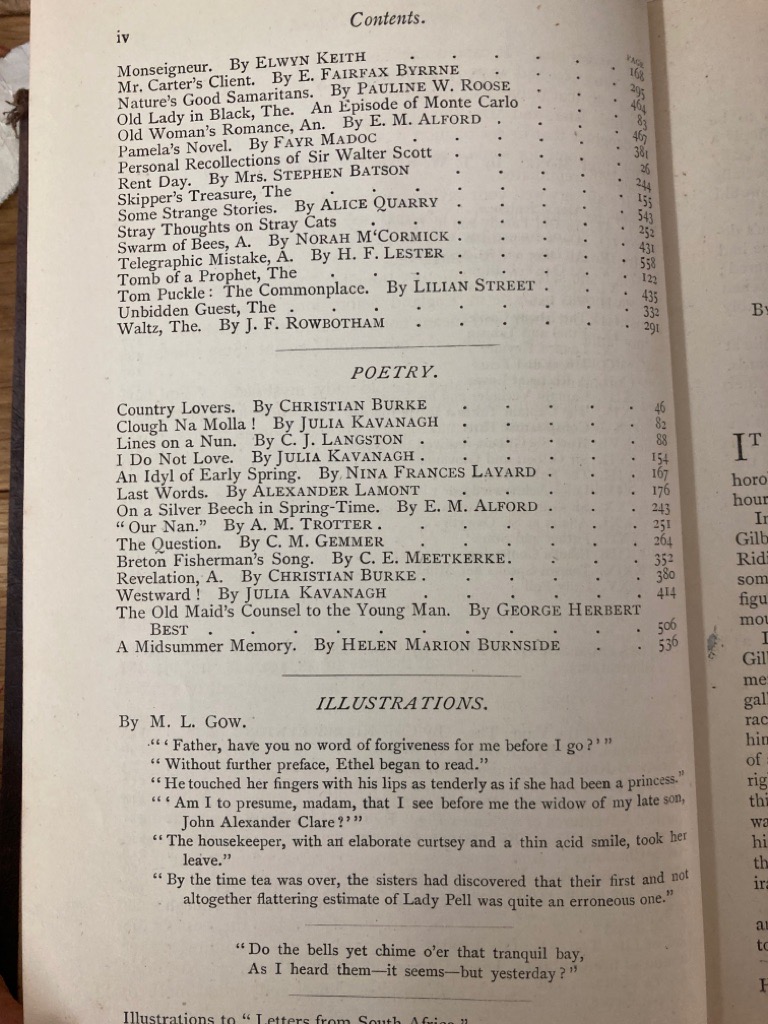 Contents.
iv
PAGE
Monseigneur. By ELWYN KEITH . . . . . 168
Mr. Carter's Client. By E. FAIRFAX BYRRNE . . . . 295
Nature's Good Samaritans. By PAULINE W. ROOSE . . . 464
Old Lady in Black, The. An Episode of Monte Carlo . . . 83
Old Woman's Romance, An. By E. M. ALFORD . . . . 467
Pamela's Novel. By FAYR MADOC . . . . . . 381
Personal Recollections of Sir Walter Scott . . . . . 26
Rent Day. By MRS. STEPHEN BATSON . . . . . 244
Skipper's Treasure, The . . . . . . . 155
Some Strange Stories. By ALICE QUARRY . . . . . 543
Stray Thoughts on Stray Cats . . . . . . 252
Swarm of Bees, A. By NORAH M'CORMICK . . . . . 431
Telegraphic Mistake, A. By H. F. LESTER . . . . . 558
Tomb of a Prophet, The . . . . . . . 122
Tom Puckle: The Commonplace. By LILIAN STREET . . . 435
Unbidden Guest, The . . . . . . . . 332
Waltz, The. By J. F. ROWBOTHAM . . . . . . 291
POETRY.
Country Lovers. By CHRISTIAN BURKE . . . . . 46
Clough Na Molla! By JULIA KAVANAGH . . . . . 82
Lines on a Nun. By C. J. LANGSTON . . . . . . 88
I Do Not Love. By JULIA KAVANAGH . . . . . . 154
An Idyl of Early Spring. By NINA FRANCES LAYARD . . . 167
Last Words. By ALEXANDER LAMONT . . . . . 176
On a Silver Beech in Spring-Time. By E. M. ALFORD . . . 243
"Our Nan." By A. M. TROTTER . . . . . . . 251
The Question. By C. M. GEMMER . . . . . . 264
Breton Fisherman's Song. By C. E. MEETKERKE. . . . 352
Revelation, A. By CHRISTIAN BURKE . . . . . . 380
Westward! By JULIA KAVANAGH . . . . . . 414
The Old Maid's Counsel to the Young Man. By GEORGE HERBERT
BEST . . . . . . . . . . . 506
A Midsummer Memory. By HELEN MARION BURNSIDE . . 536
ILLUSTRATIONS.
By M. L. GOW.
"'Father, have you no word of forgiveness for me before I go?'"
"Without further preface, Ethel began to read."
"He touched her fingers with his lips as tenderly as if she had been a princess."
"'Am I to presume, madam, that I see before me the widow of my late son,
John Alexander Clare?'"
"The housekeeper, with an elaborate curtsey and a thin acid smile, took her
leave."
"By the time tea was over, the sisters had discovered that their first and not
altogether flattering estimate of Lady Pell was quite an erroneous one."
"Do the bells yet chime o'er that tranquil bay,
As I heard them—it seems—but yesterday?"
Illustrations to "Letters from South Africa."